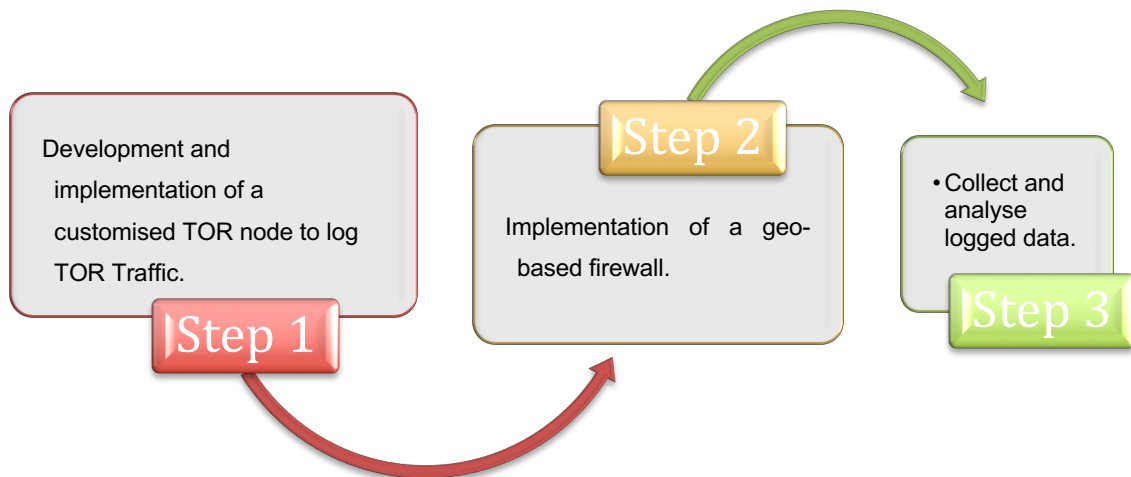 Development and
implementation of a
customised TOR node to log
TOR Traffic.
Step 1
Step 2
Implementation of a geo-
based firewall.
• Collect and
analyse
logged data.
Step 3